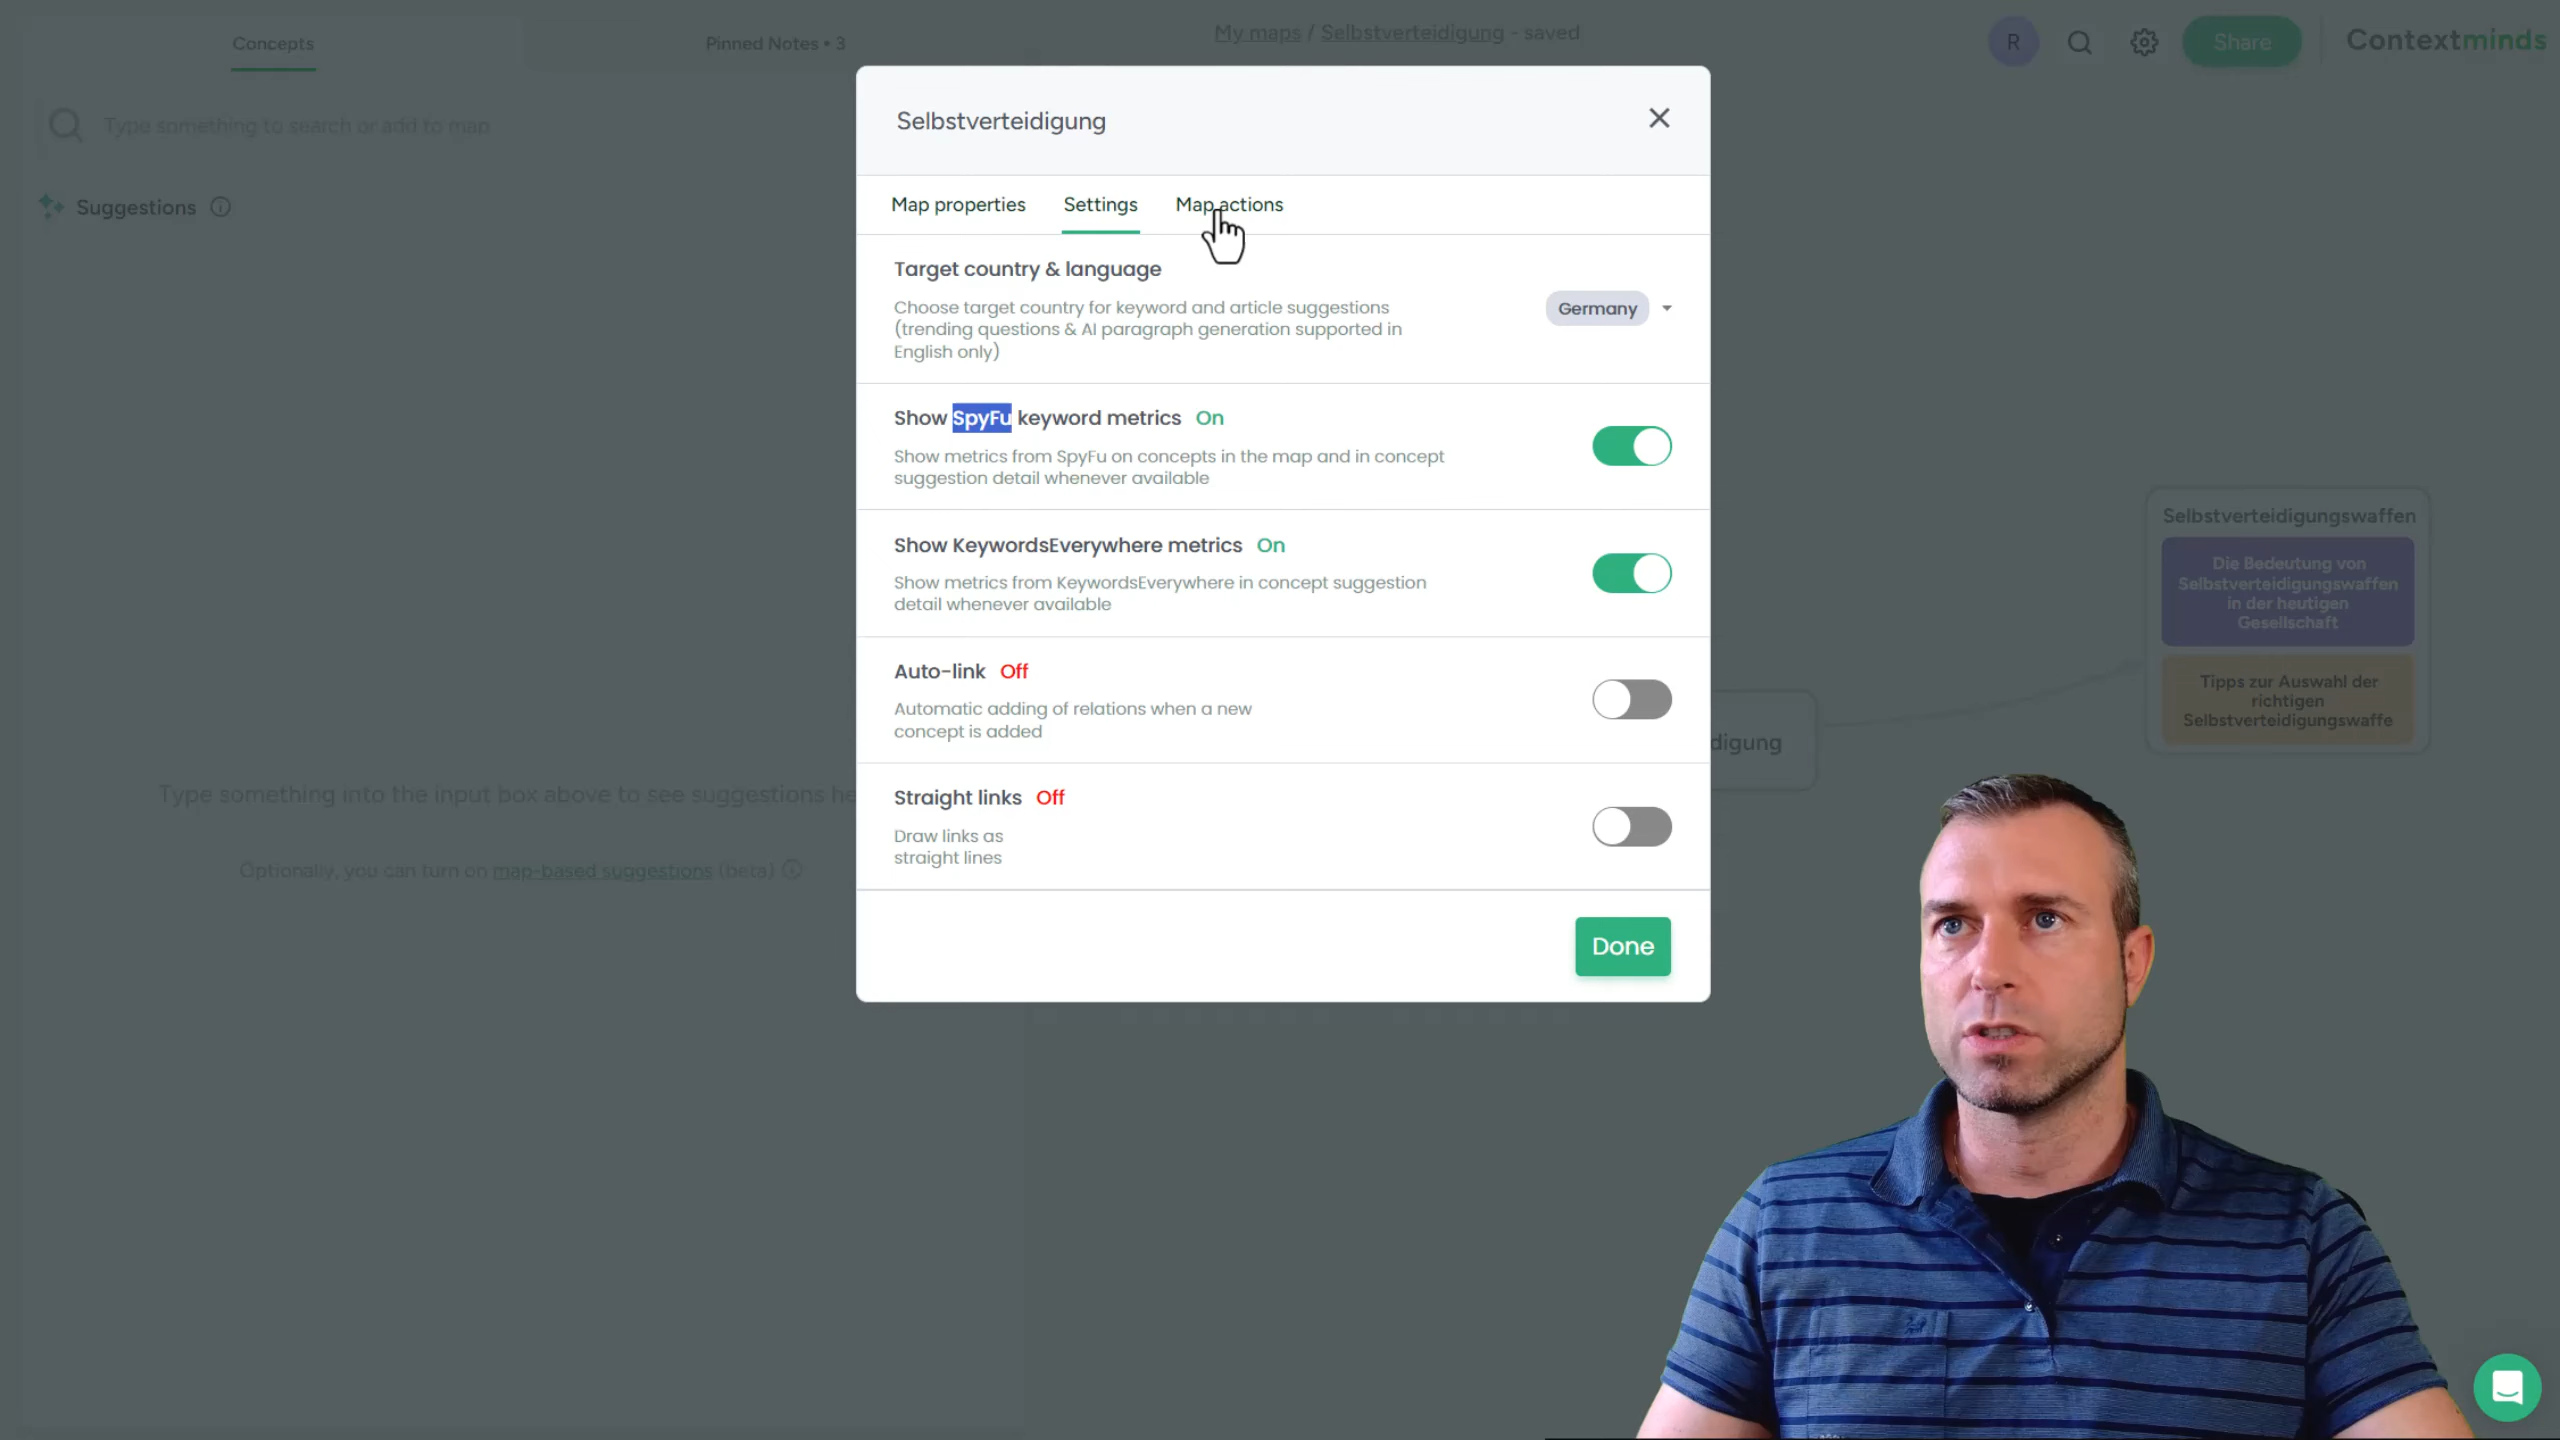 Concepts
Pinned Notes • 3
My maps / Selbstverteidigung - saved
R
Share
Contextminds
Type something to search or add to map
Suggestions
Type something into the input box above to see suggestions he
Optionally, you can turn on map-based suggestions (beta)
Selbstverteidigung
Map properties
Settings
Map actions
Target country & language
Choose target country for keyword and article suggestions
(trending questions & AI paragraph generation supported in
English only)
Germany
Show SpyFu keyword metrics On
Show metrics from SpyFu on concepts in the map and in concept
suggestion detail whenever available
Show KeywordsEverywhere metrics On
Show metrics from KeywordsEverywhere in concept suggestion
detail whenever available
Auto-link Off
Automatic adding of relations when a new
concept is added
Straight links Off
Draw links as
straight lines
Done
digung
Selbstverteidigungswaffen
Die Bedeutung von
Selbstverteidigungswaffen
in der heutigen
Gesellschaft
Tipps zur Auswahl der
richtigen
Selbstverteidigungswaffe